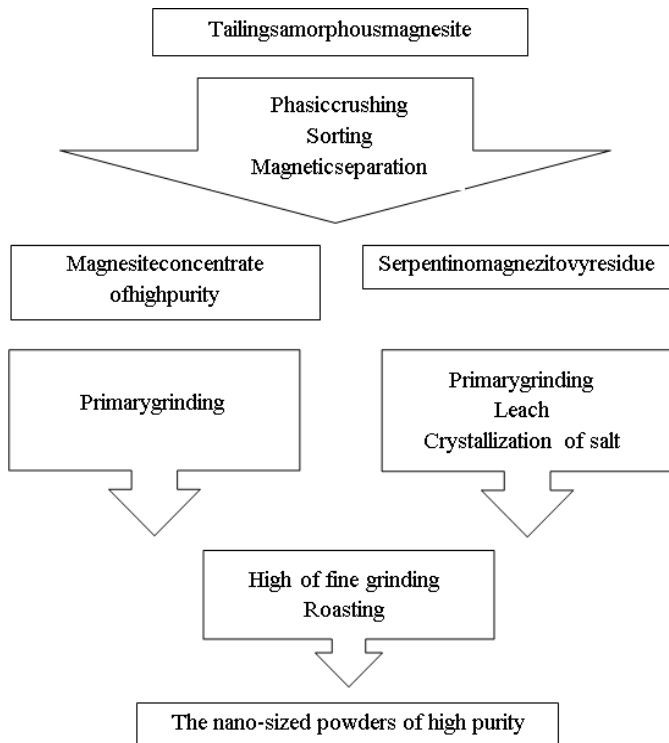 Tailingsamorphousmagnesite
Phasiccrushing
Sorting
Magneticseparation
Magnesiteconcentrate
ofhighpurity
Serpentinomagnezitovyresidue
Primarygrinding
Primarygrinding
Leach
Crystallization of salt
High of fine grinding
Roasting
The nano-sized powders of high purity